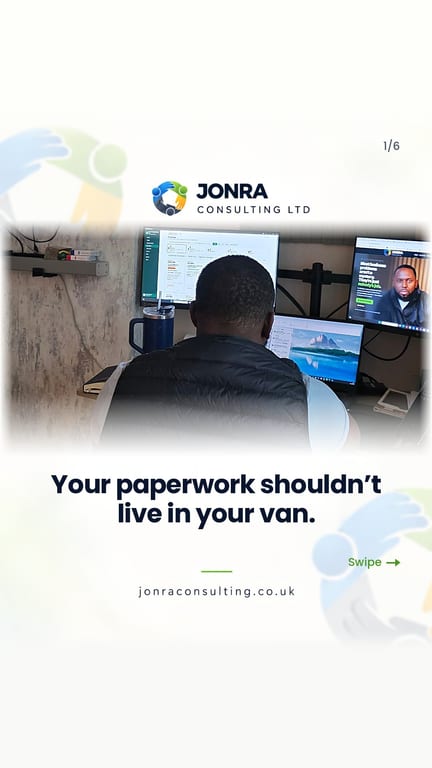 1/6
JONRA
CONSULTING LTD
Your paperwork shouldn't
live in your van.
Swipe →
jonraconsulting.co.uk